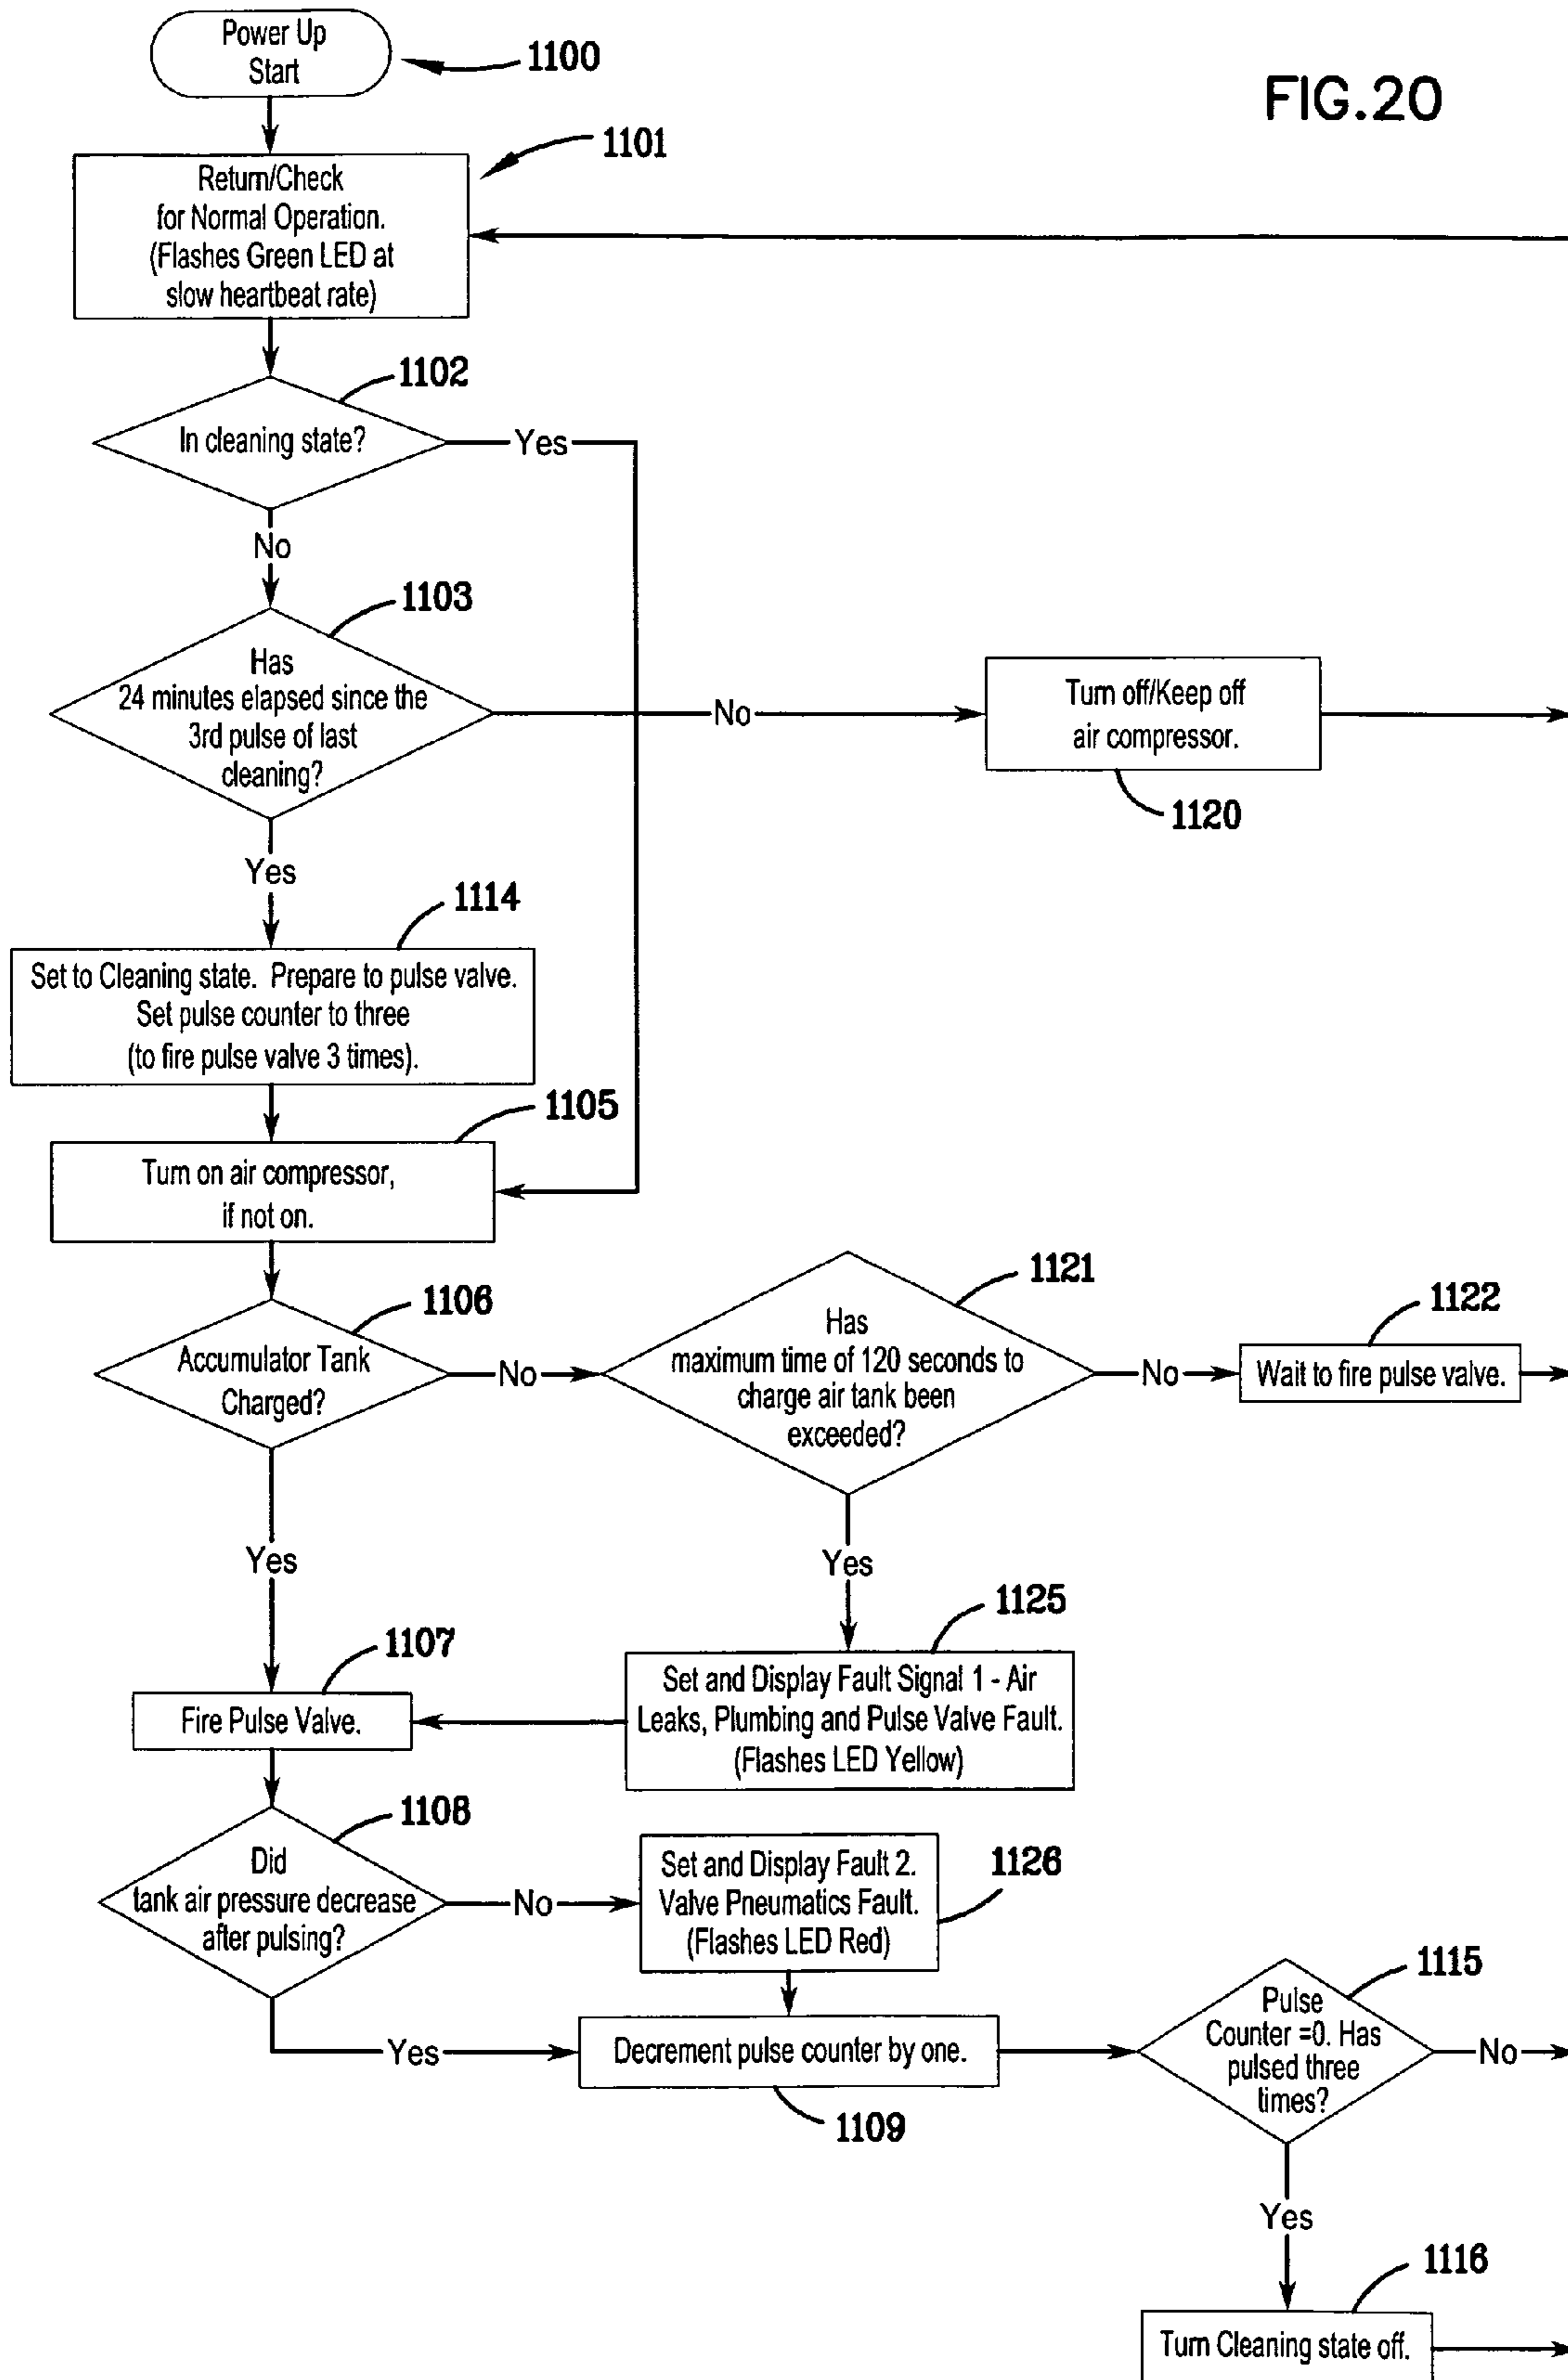 Power Up
Start
1100
FIG.20
Return/Check
for Normal Operation.
(Flashes Green LED at
slow heartbeat rate)
1101
In cleaning state?
1102
Yes
No
Has
24 minutes elapsed since the
3rd pulse of last
cleaning?
1103
No
Turn off/Keep off
air compressor.
1120
Yes
Set to Cleaning state. Prepare to pulse valve.
Set pulse counter to three
(to fire pulse valve 3 times).
1114
Turn on air compressor,
if not on.
1105
Accumulator Tank
Charged?
1106
No
Has
maximum time of 120 seconds to
charge air tank been
exceeded?
1121
No
Wait to fire pulse valve.
1122
Yes
Yes
Set and Display Fault Signal 1 - Air
Leaks, Plumbing and Pulse Valve Fault.
(Flashes LED Yellow)
1125
Fire Pulse Valve.
1107
Did
tank air pressure decrease
after pulsing?
1108
No
Set and Display Fault 2.
Valve Pneumatics Fault.
(Flashes LED Red)
1126
Yes
Decrement pulse counter by one.
1109
Pulse
Counter =0. Has
pulsed three
times?
1115
No
Yes
Turn Cleaning state off.
1116